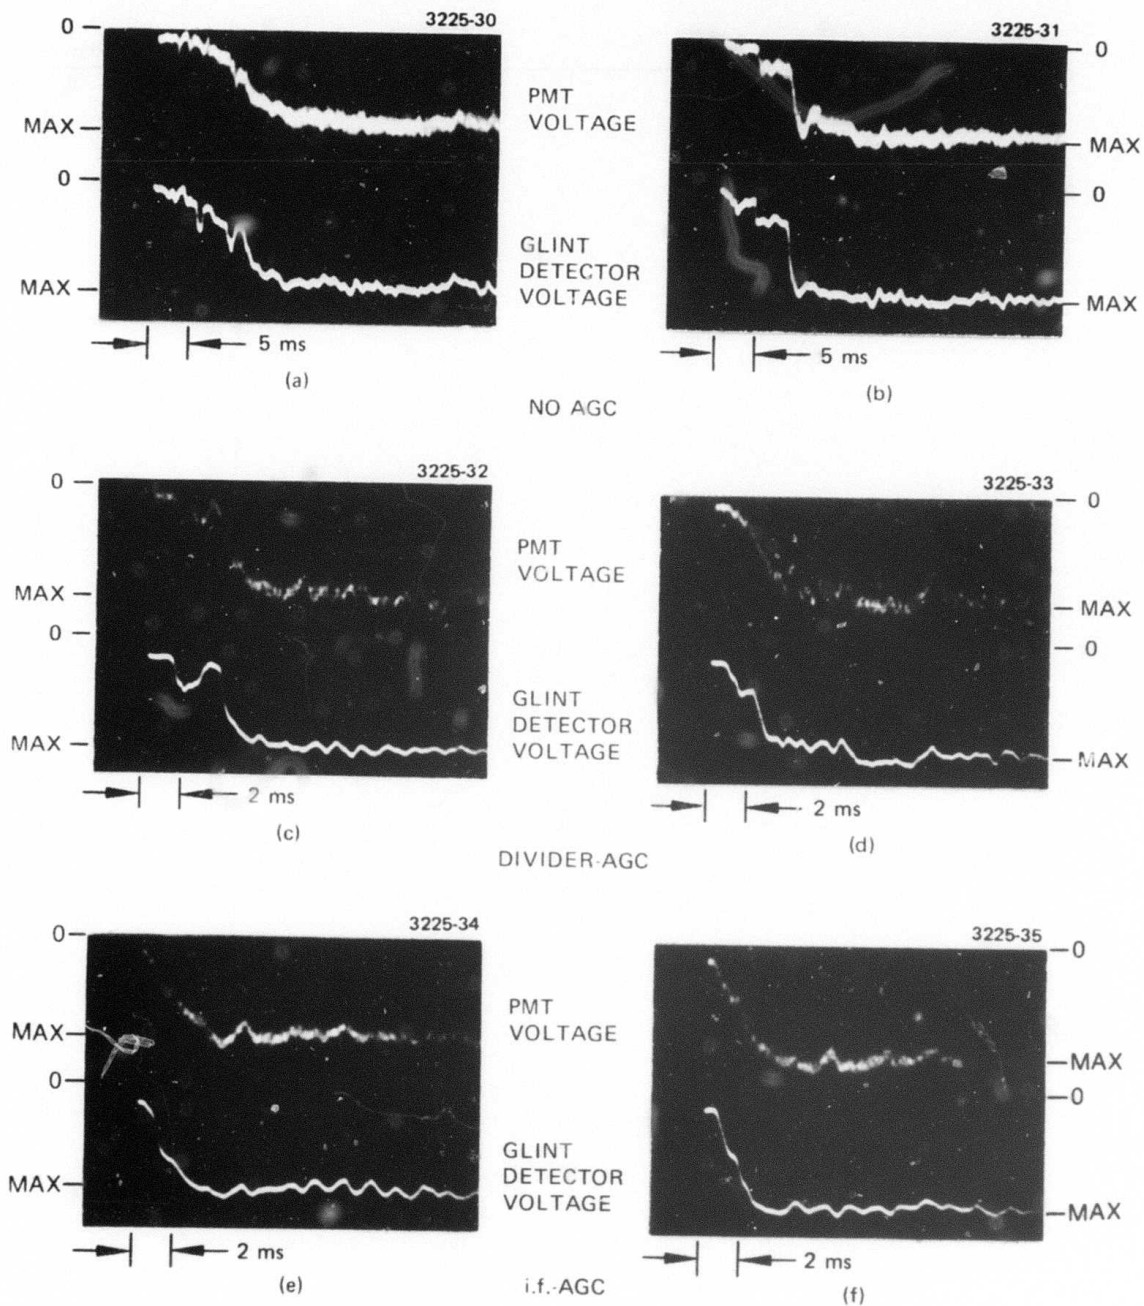 3225-30
0
MAX
0
MAX
5 ms
(a)
PMT
VOLTAGE
GLINT
DETECTOR
VOLTAGE
3225-31
0
MAX
0
MAX
5 ms
(b)
NO AGC
3225-32
0
MAX
0
MAX
2 ms
(c)
PMT
VOLTAGE
GLINT
DETECTOR
VOLTAGE
3225-33
0
MAX
0
MAX
2 ms
(d)
DIVIDER-AGC
3225-34
0
MAX
0
MAX
2 ms
(e)
PMT
VOLTAGE
GLINT
DETECTOR
VOLTAGE
3225-35
0
MAX
0
MAX
2 ms
(f)
i.f.-AGC